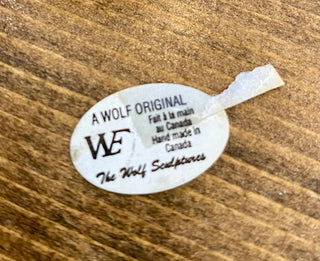 A WOLF ORIGINAL
WF
Fait à la main
au Canada
Hand made in
Canada
The Wolf Sculptures